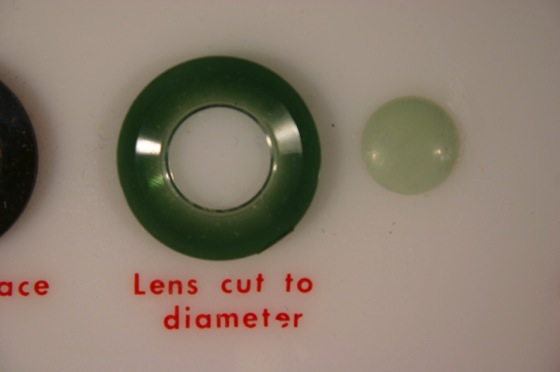 ace
Lens cut to
diameter